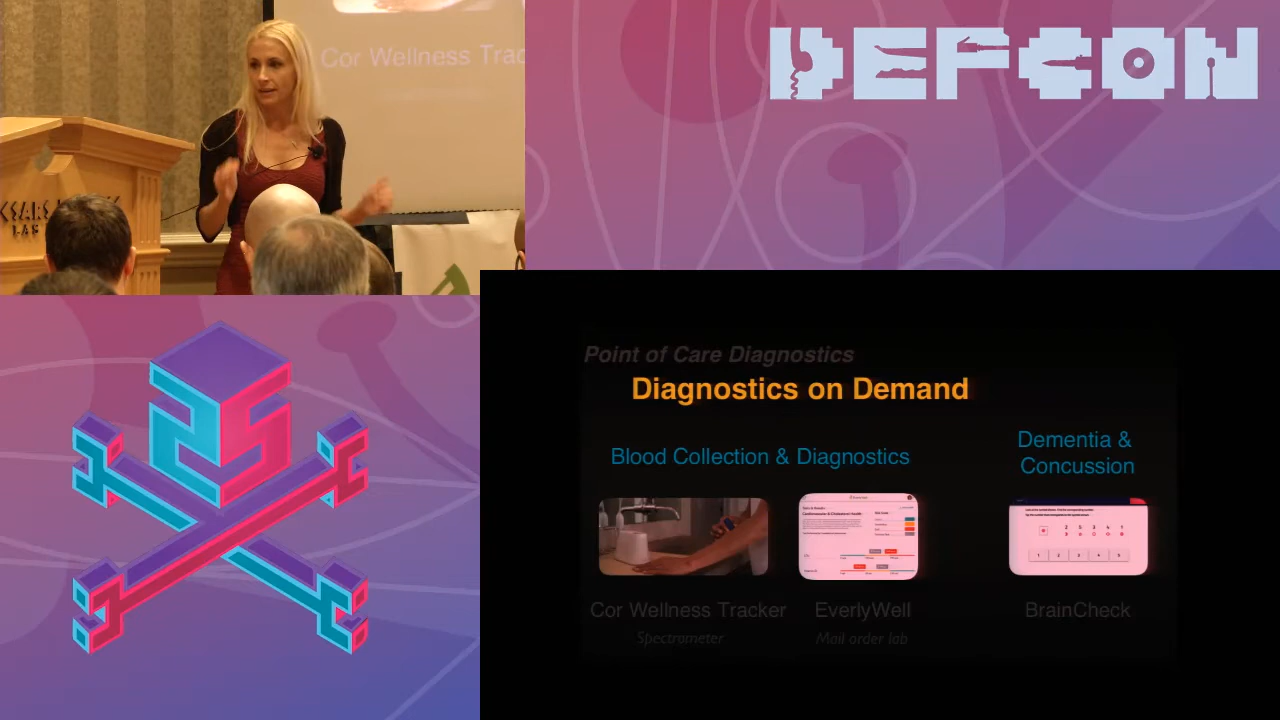 Cor Wellness Trac
DEFCON
Point of Care Diagnostics
Diagnostics on Demand
Blood Collection & Diagnostics
Dementia &
Concussion
Cor Wellness Tracker
EverlyWell
BrainCheck
Spectrometer
Mail order lab